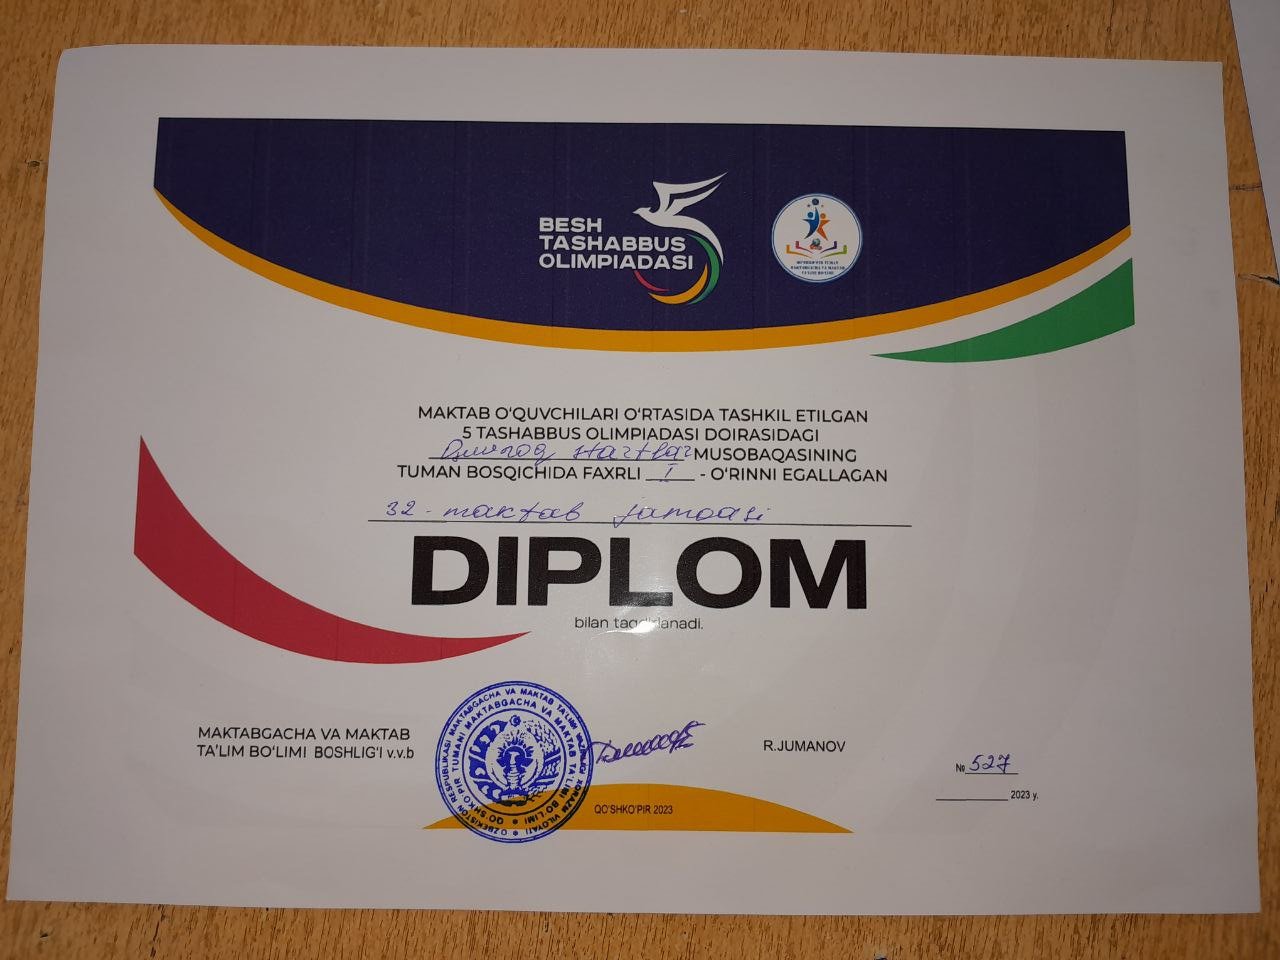 BESH
TASHABBUS
OLIMPIADASI
MAKTAB O‘QUVCHILARI O‘RTASIDA TASHKIL ETILGAN
5 TASHABBUS OLIMPIADASI DOIRASIDAGI
Quvnoq startlar MUSOBAQASINING
TUMAN BOSQICHIDA FAXRLI I - O‘RINNI EGALLAGAN
32 - maktab jamoasi
DIPLOM
bilan taqdirlanadi.
MAKTABGACHA VA MAKTAB
TA’LIM BO‘LIMI BOSHLIG‘I v.v.b
R.JUMANOV
№ 527
2023 y.
QO‘SHKO‘PIR 2023